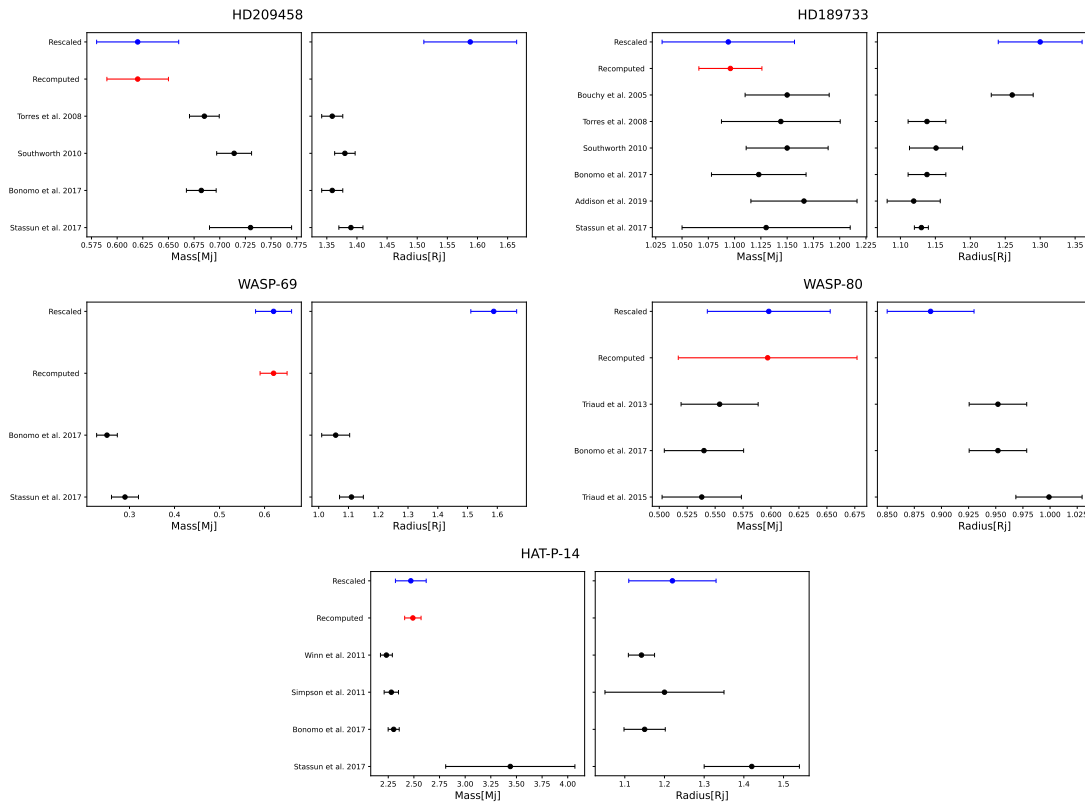 HD209458
Rescaled
Recomputed
Torres et al. 2008
Southworth 2010
Bonomo et al. 2017
Stassun et al. 2017
0.575 0.600 0.625 0.650 0.675 0.700 0.725 0.750 0.775
Mass[Mj]
1.35 1.40 1.45 1.50 1.55 1.60 1.65
Radius[Rj]
HD189733
Rescaled
Recomputed
Bouchy et al. 2005
Torres et al. 2008
Southworth 2010
Bonomo et al. 2017
Addison et al. 2019
Stassun et al. 2017
1.025 1.050 1.075 1.100 1.125 1.150 1.175 1.200 1.225
Mass[Mj]
1.10 1.15 1.20 1.25 1.30 1.35
Radius[Rj]
WASP-69
Rescaled
Recomputed
Bonomo et al. 2017
Stassun et al. 2017
0.3 0.4 0.5 0.6
Mass[Mj]
1.0 1.1 1.2 1.3 1.4 1.5 1.6
Radius[Rj]
WASP-80
Rescaled
Recomputed
Triaud et al. 2013
Bonomo et al. 2017
Triaud et al. 2015
0.500 0.525 0.550 0.575 0.600 0.625 0.650 0.675
Mass[Mj]
0.850 0.875 0.900 0.925 0.950 0.975 1.000 1.025
Radius[Rj]
HAT-P-14
Rescaled
Recomputed
Winn et al. 2011
Simpson et al. 2011
Bonomo et al. 2017
Stassun et al. 2017
2.25 2.50 2.75 3.00 3.25 3.50 3.75 4.00
Mass[Mj]
1.1 1.2 1.3 1.4 1.5
Radius[Rj]